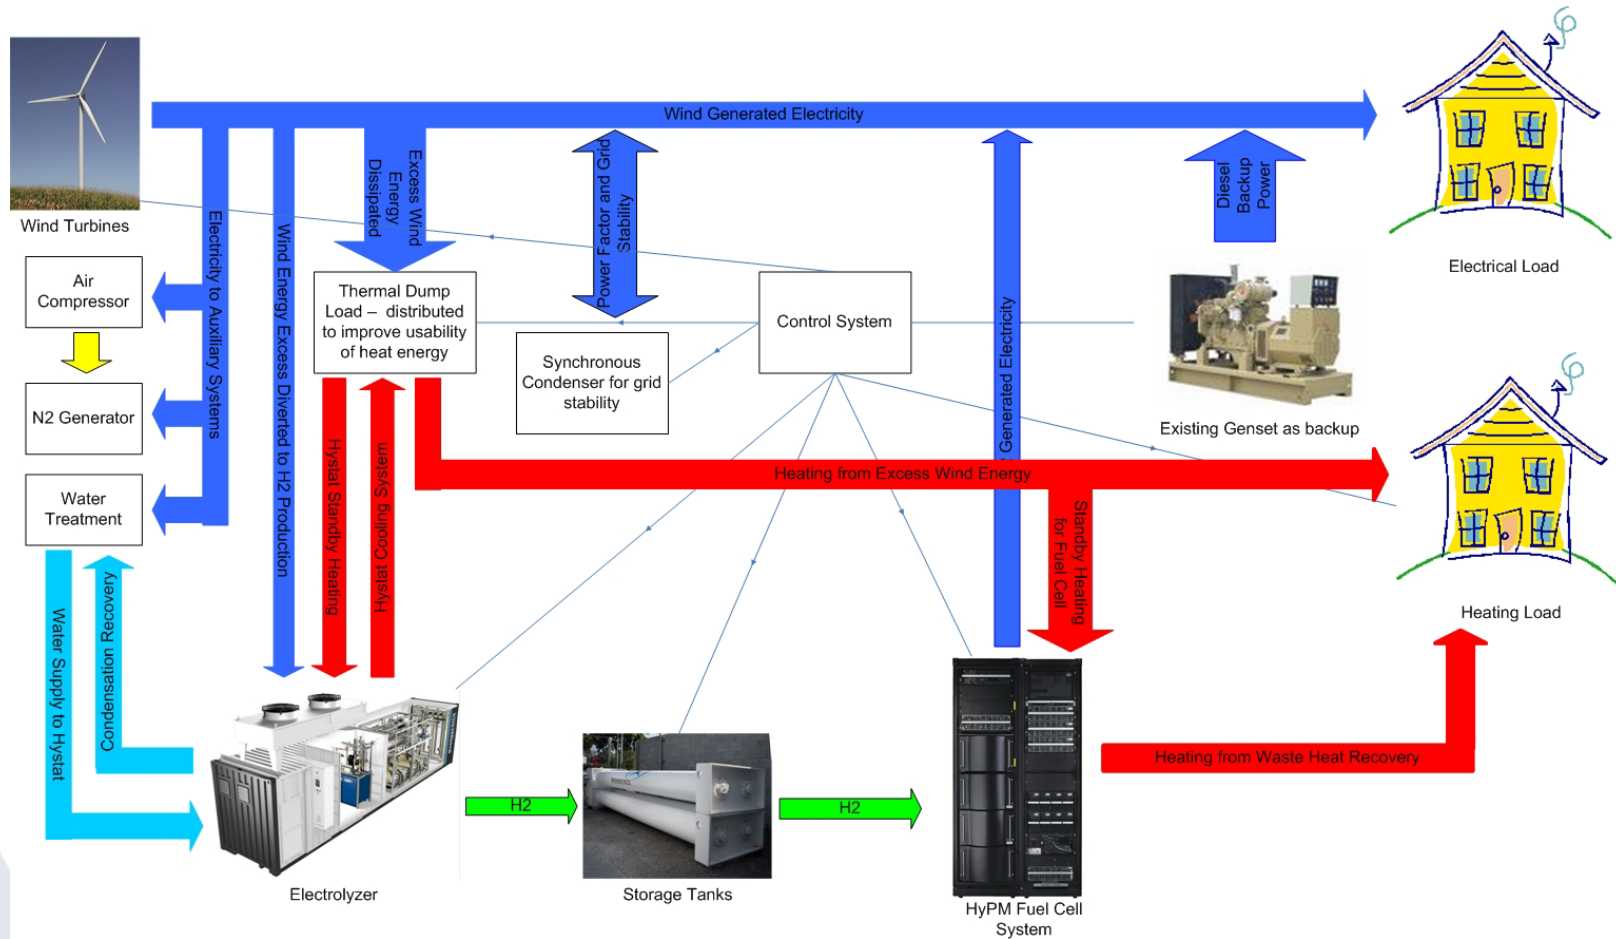 Wind Generated Electricity
Wind Turbines
Electrical Load
Electricity to Auxiliary Systems
Wind Energy Excess Diverted to H2 Production
Excess Wind
Energy
Dissipated
Power Factor and Grid
Stability
Diesel
Backup
Power
Air
Compressor
N2 Generator
Water
Treatment
Thermal Dump
Load – distributed
to improve usability
of heat energy
Synchronous
Condenser for grid
stability
Control System
Generated Electricity
Existing Genset as backup
Heating from Excess Wind Energy
Hystat Standby Heating
Hystat Cooling System
Standby Heating
for Fuel Cell
Heating Load
Water Supply to Hystat
Condensation Recovery
Heating from Waste Heat Recovery
H2
H2
Electrolyzer
Storage Tanks
HyPM Fuel Cell
System